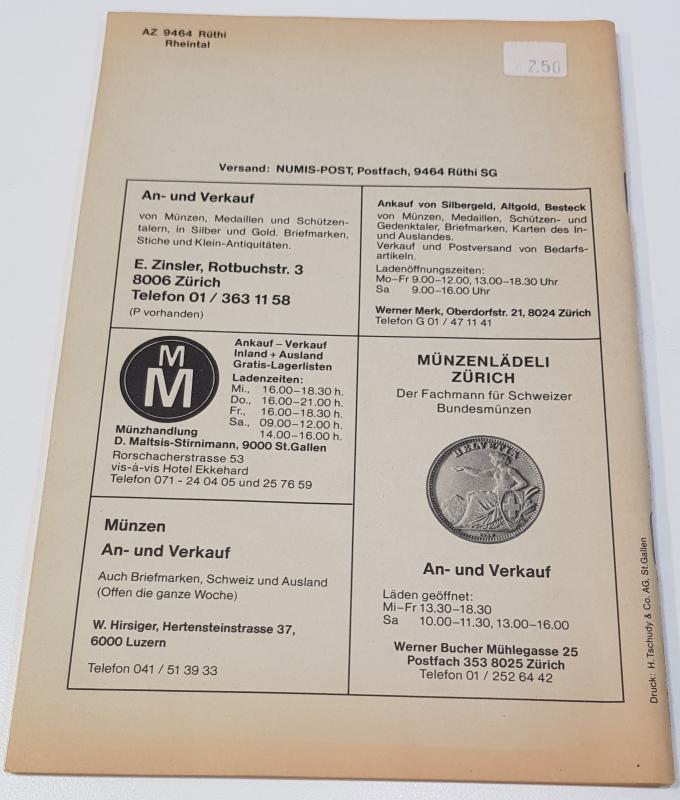 AZ 9464 Rüthi
Rheintal
2.50
Versand: NUMIS-POST, Postfach, 9464 Rüthi SG
An- und Verkauf
von Münzen, Medaillen und Schützen-
talern, in Silber und Gold. Briefmarken,
Stiche und Klein-Antiquitäten.
E. Zinsler, Rotbuchstr. 3
8006 Zürich
Telefon 01 / 363 11 58
(P vorhanden)
Ankauf von Silbergeld, Altgold, Besteck
von Münzen, Medaillen, Schützen- und
Gedenktaler, Briefmarken, Karten des In-
und Auslandes.
Verkauf und Postversand von Bedarfs-
artikeln.
Ladenöffnungszeiten:
Mo–Fr 9.00–12.00, 13.00–18.30 Uhr
Sa 9.00–16.00 Uhr
Werner Merk, Oberdorfstr. 21, 8024 Zürich
Telefon G 01 / 47 11 41
M
M
Ankauf – Verkauf
Inland + Ausland
Gratis-Lagerlisten
Ladenzeiten:
Mi., 16.00–18.30 h.
Do., 16.00–21.00 h.
Fr., 16.00–18.30 h.
Sa., 09.00–12.00 h.
14.00–16.00 h.
Münzhandlung
D. Maltsis-Stirnimann, 9000 St.Gallen
Rorschacherstrasse 53
vis-à-vis Hotel Ekkehard
Telefon 071 - 24 04 05 und 25 76 59
MÜNZENLÄDELI
ZÜRICH
Der Fachmann für Schweizer
Bundesmünzen
HELVETIA
An- und Verkauf
Läden geöffnet:
Mi–Fr 13.30–18.30
Sa 10.00–11.30, 13.00–16.00
Werner Bucher Mühlegasse 25
Postfach 353 8025 Zürich
Telefon 01 / 252 64 42
Münzen
An- und Verkauf
Auch Briefmarken, Schweiz und Ausland
(Offen die ganze Woche)
W. Hirsiger, Hertensteinstrasse 37,
6000 Luzern
Telefon 041 / 51 39 33
Druck: H. Tschudy & Co. AG, St.Gallen